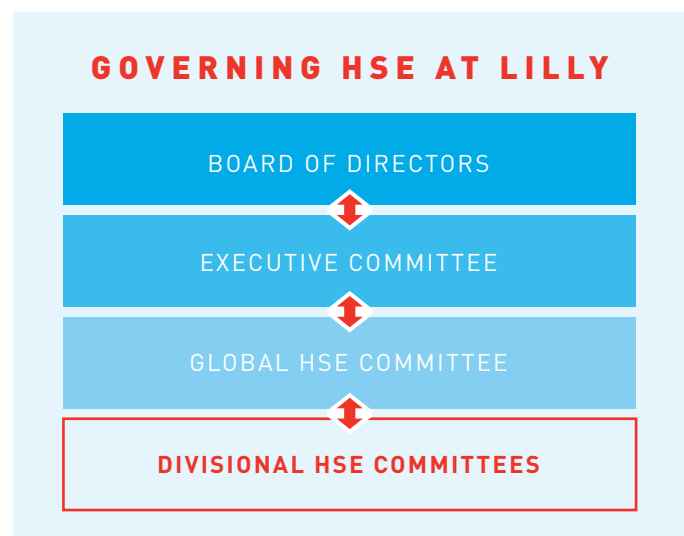 GOVERNING HSE AT LILLY
BOARD OF DIRECTORS
EXECUTIVE COMMITTEE
GLOBAL HSE COMMITTEE
DIVISIONAL HSE COMMITTEES